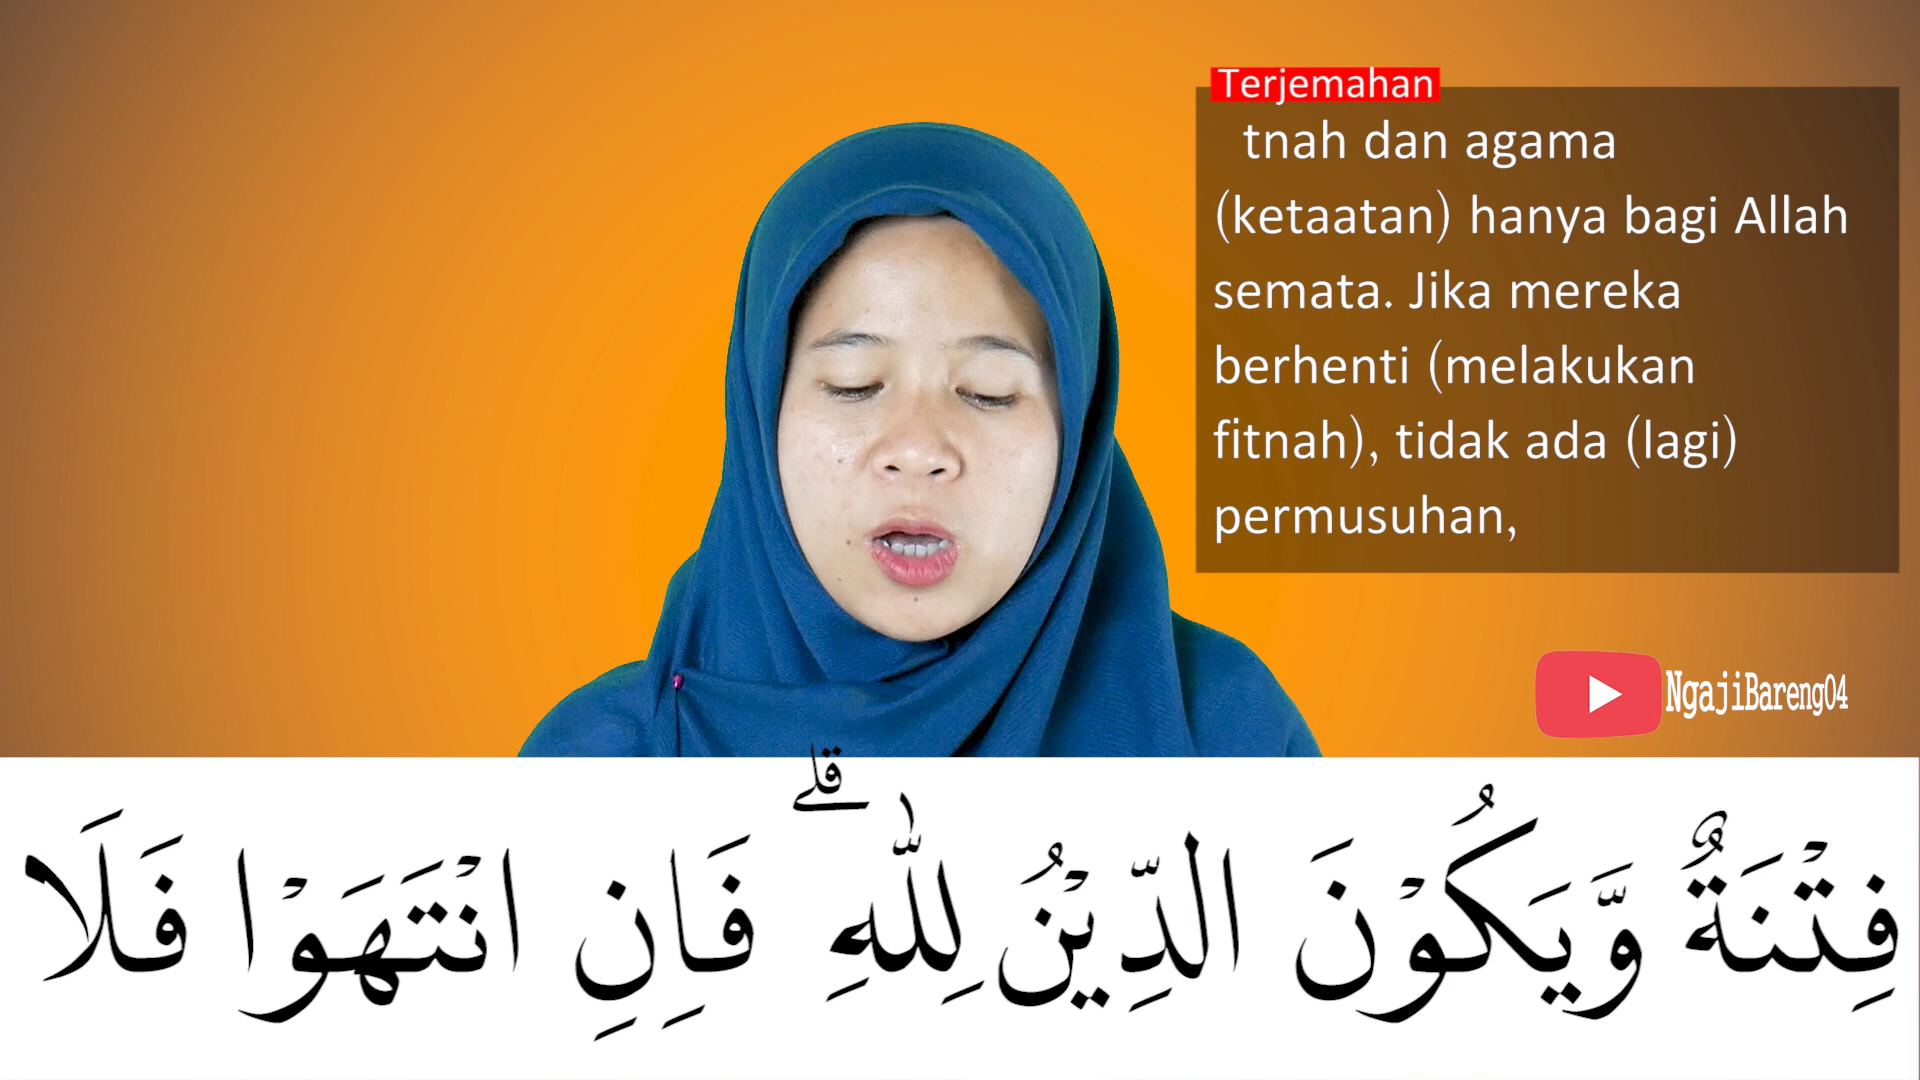 Terjemahan
tnah dan agama
(ketaatan) hanya bagi Allah
semata. Jika mereka
berhenti (melakukan
fitnah), tidak ada (lagi)
permusuhan,
NgajiBareng04
فِتْنَةٌ وَّيَكُوْنَ الدِّيْنُ لِلّٰهِ ۗ فَاِنِ انْتَهَوْا فَلَا